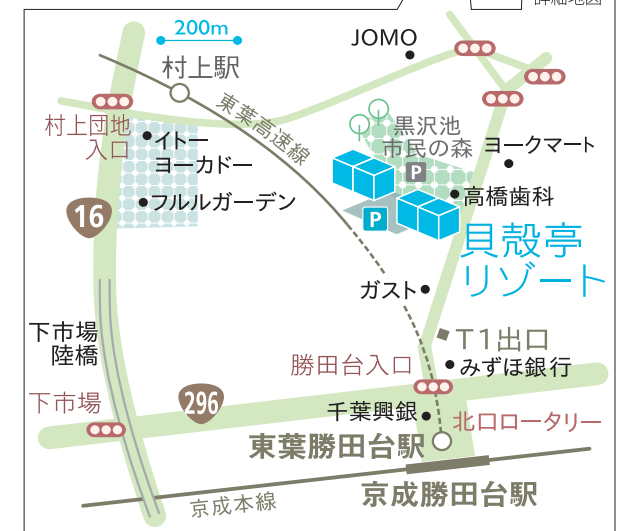 詳細地図
200m
JOMO
村上駅
東葉高速線
村上団地
入口
イトー
ヨーカドー
黒沢池
市民の森
ヨークマート
P
高橋歯科
フルルガーデン
16
P
貝殻亭
リゾート
ガスト
下市場
陸橋
T1出口
勝田台入口
みずほ銀行
下市場
296
千葉興銀
北口ロータリー
東葉勝田台駅
京成本線
京成勝田台駅